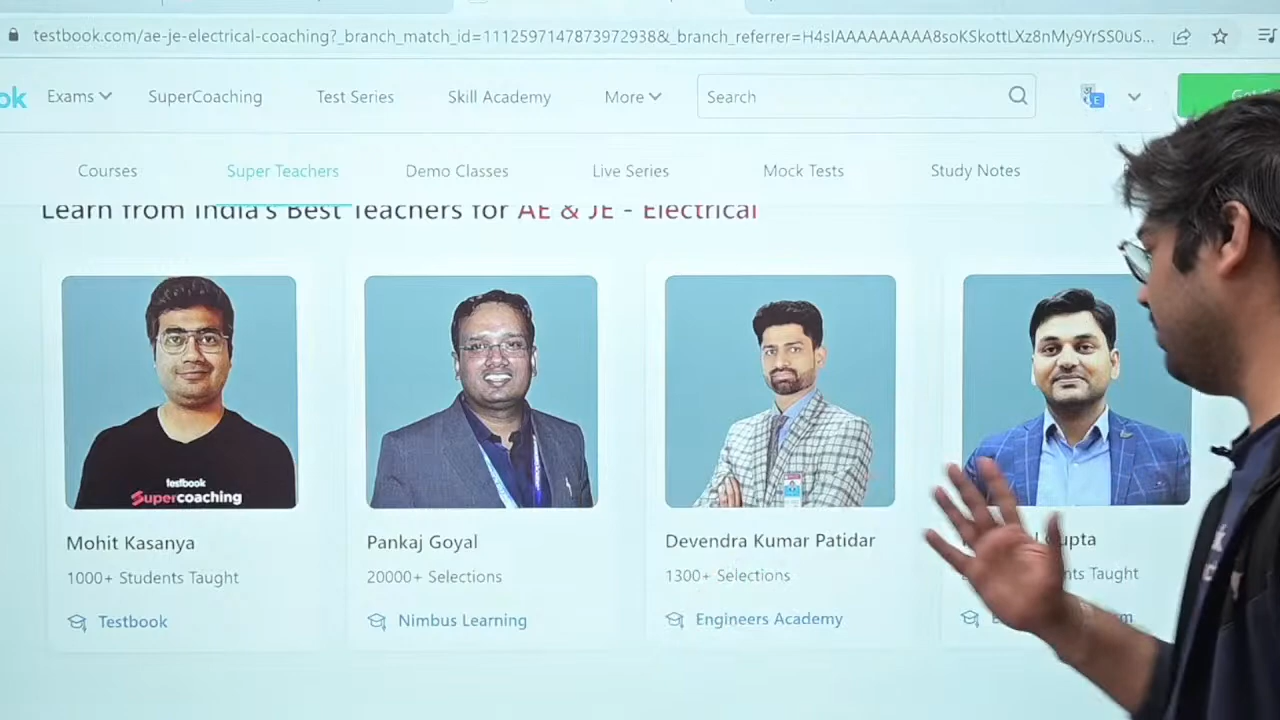 testbook.com/ae-je-electrical-coaching?_branch_match_id=1112597147873972938&_branch_referrer=H4sIAAAAAAAAA8soKSkottLXz8nMy9YrSS0uS...
ok Exams SuperCoaching Test Series Skill Academy More Search
Courses Super Teachers Demo Classes Live Series Mock Tests Study Notes
Learn from India's Best Teachers for AE & JE - Electrical
testbook
Supercoaching
Mohit Kasanya Pankaj Goyal Devendra Kumar Patidar Gupta
1000+ Students Taught 20000+ Selections 1300+ Selections Taught
Testbook Nimbus Learning Engineers Academy